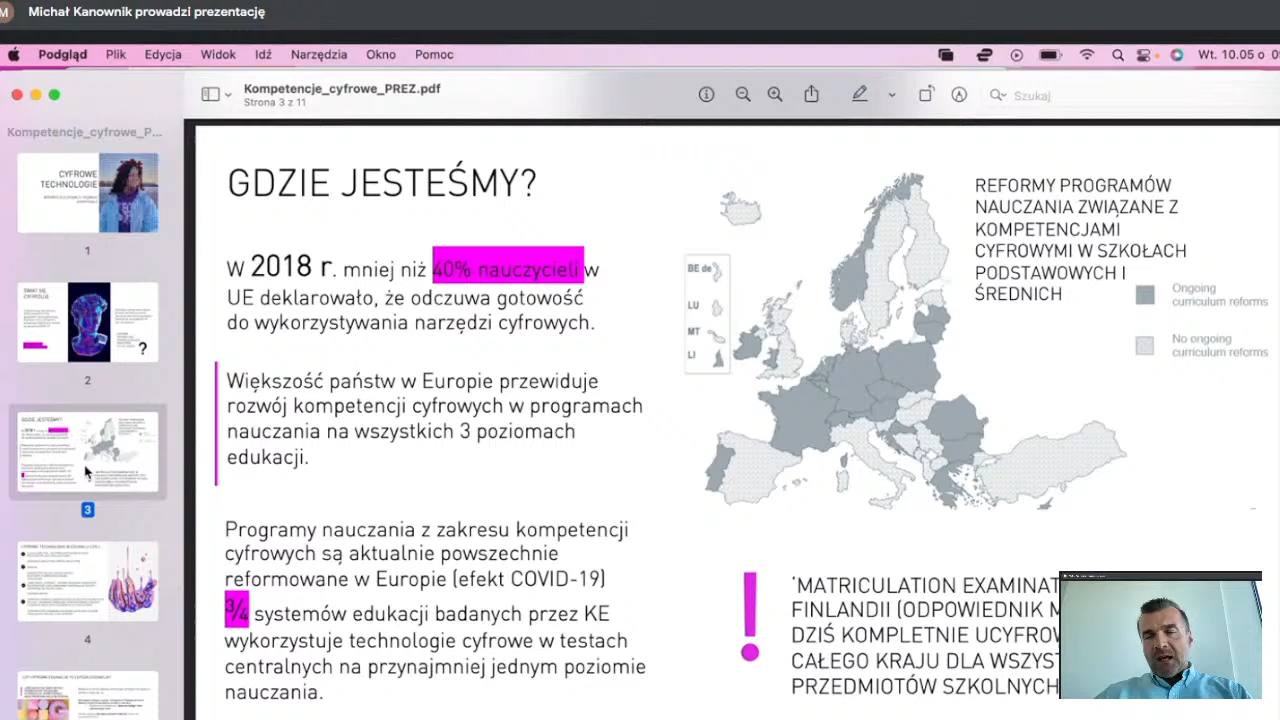 M
Michał Kanownik prowadzi prezentację
Podgląd Plik Edycja Widok Idź Narzędzia Okno Pomoc
Wt. 10.05 o
Kompetencje_cyfrowe_PREZ.pdf
Strona 3 z 11
Szukaj
Kompetencje_cyfrowe_P...
CYFROWE
TECHNOLOGIE
1
?
2
GDZIE JESTEŚMY?
3
4
GDZIE JESTEŚMY?
W 2018 r. mniej niż 40% nauczycieli w
UE deklarowało, że odczuwa gotowość
do wykorzystywania narzędzi cyfrowych.
Większość państw w Europie przewiduje
rozwój kompetencji cyfrowych w programach
nauczania na wszystkich poziomach
edukacji.
Programy nauczania z zakresu kompetencji
cyfrowych są aktualnie powszechnie
reformowane w Europie (efekt COVID-19)
¾ systemów edukacji badanych przez KE
wykorzystuje technologie cyfrowe w testach
centralnych na przynajmniej jednym poziomie
nauczania.
BE de
LU
MT
LI
REFORMY PROGRAMÓW
NAUCZANIA ZWIĄZANE Z
KOMPETENCJAMI
CYFROWYMI W SZKOŁACH
PODSTAWOWYCH I
ŚREDNICH
Ongoing
curriculum reforms
No ongoing
curriculum reforms
!
MATRICULATION EXAMINAT
FINLANDII (ODPOWIEDNIK M
DZIŚ KOMPLETNIE UCYFROW
CAŁEGO KRAJU DLA WSZYST
PRZEDMIOTÓW SZKOLNYCH